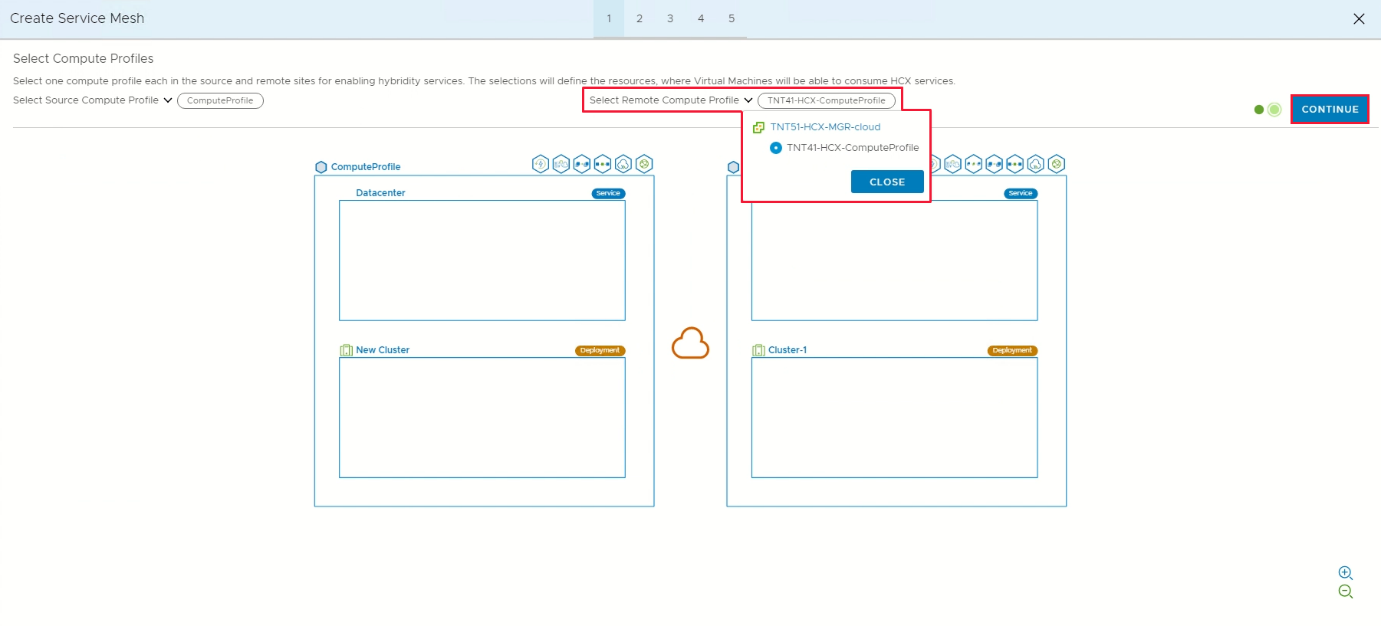 Create Service Mesh
1 2 3 4 5
Select Compute Profiles
Select one compute profile each in the source and remote sites for enabling hybridity services. The selections will define the resources, where Virtual Machines will be able to consume HCX services.
Select Source Compute Profile ComputeProfile
Select Remote Compute Profile TNT41-HCX-ComputeProfile
CONTINUE
TNT51-HCX-MGR-cloud
TNT41-HCX-ComputeProfile
CLOSE
ComputeProfile
Datacenter Service
Service
New Cluster Deployment
Cluster-1 Deployment